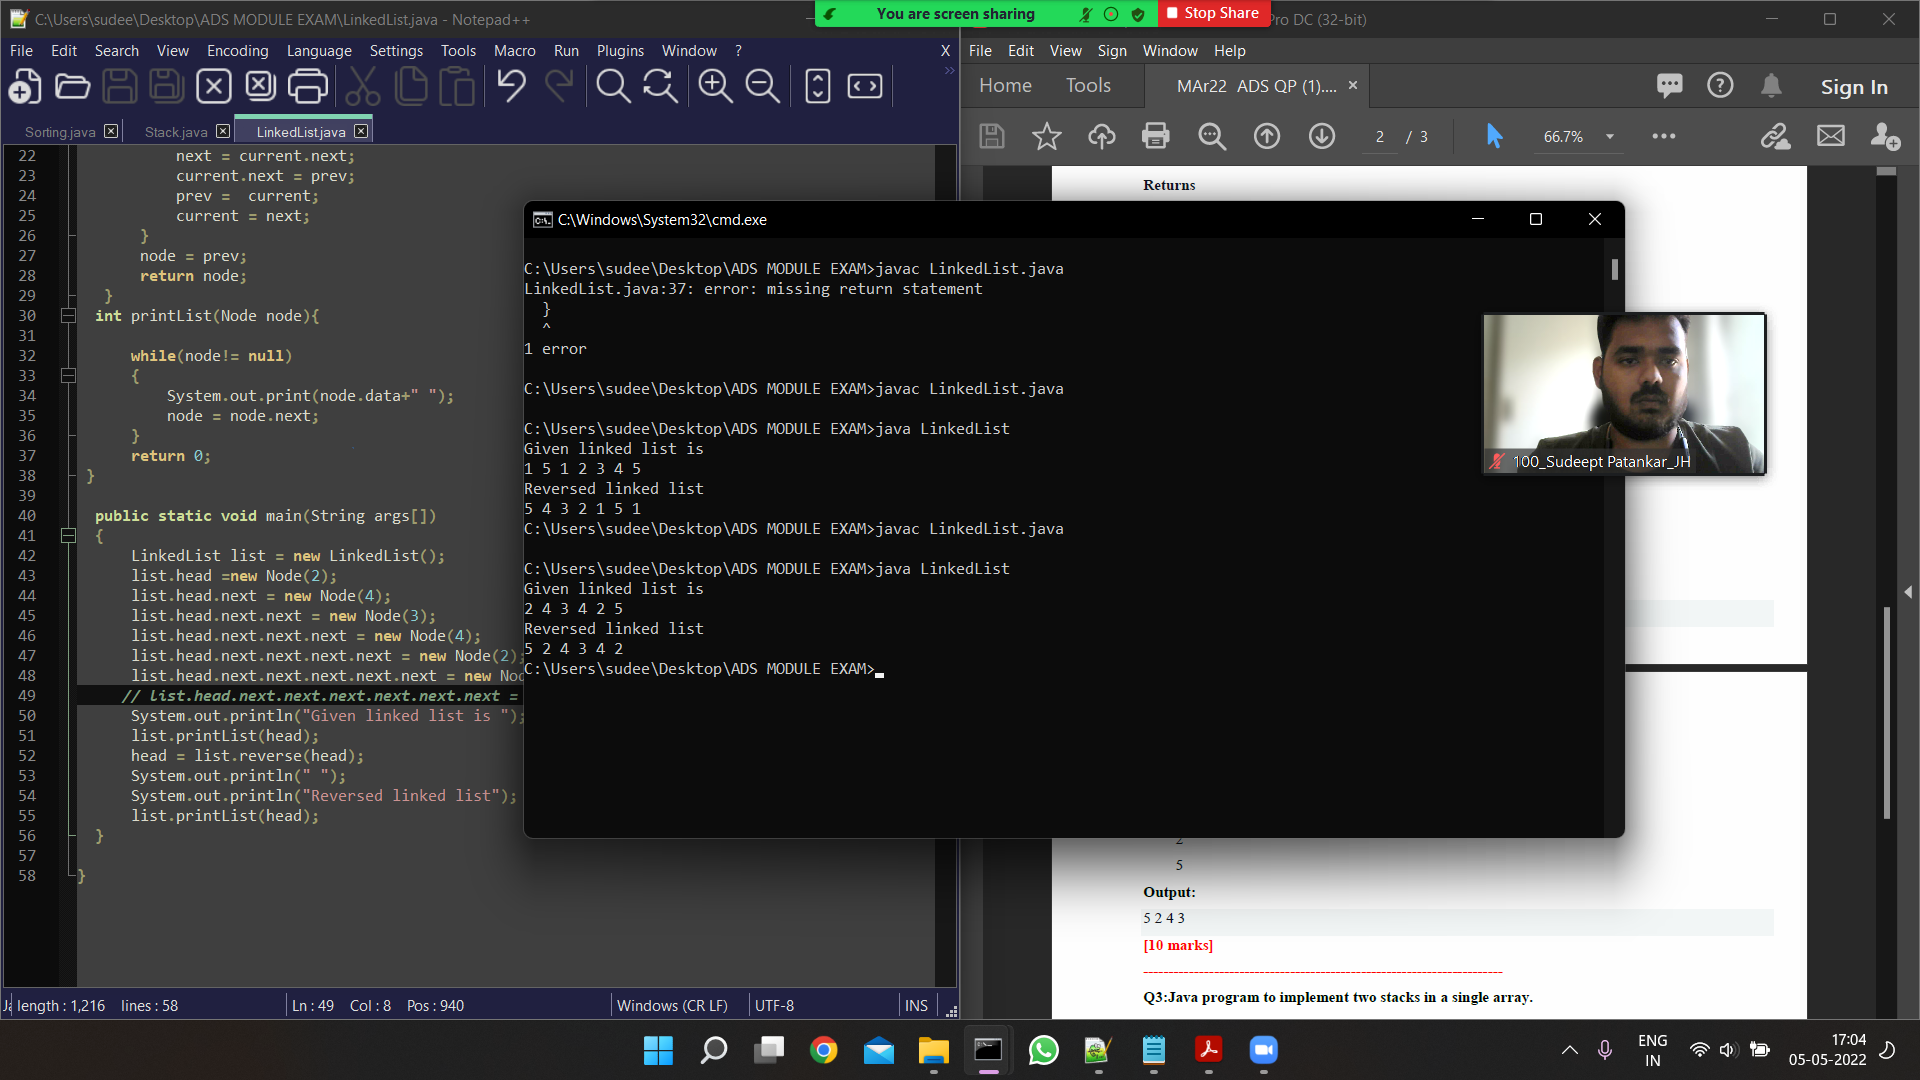 C:\Users\sudee\Desktop\ADS MODULE EXAM\LinkedList.java - Notepad++
You are screen sharing
Stop Share
Pro DC (32-bit)
File Edit Search View Encoding Language Settings Tools Macro Run Plugins Window ? X
File Edit View Sign Window Help
Home Tools MAr22 ADS QP (1).... × Sign In
Sorting.java Stack.java LinkedList.java
2 / 3 66.7%
22 next = current.next;
23 current.next = prev;
24 prev =  current;
25 current = next;
26 }
27 node = prev;
28 return node;
29 }
30 int printList(Node node){
31
32 while(node!= null)
33 {
34 System.out.print(node.data+" ");
35 node = node.next;
36 }
37 return 0;
38 }
39
40 public static void main(String args[])
41 {
42 LinkedList list = new LinkedList();
43 list.head =new Node(2);
44 list.head.next = new Node(4);
45 list.head.next.next = new Node(3);
46 list.head.next.next.next = new Node(4);
47 list.head.next.next.next.next = new Node(2);
48 list.head.next.next.next.next.next = new Nod
49 // list.head.next.next.next.next.next.next =
50 System.out.println("Given linked list is ");
51 list.printList(head);
52 head = list.reverse(head);
53 System.out.println(" ");
54 System.out.println("Reversed linked list");
55 list.printList(head);
56 }
57
58 }
length : 1,216 lines : 58 Ln : 49 Col : 8 Pos : 940 Windows (CR LF) UTF-8 INS
C:\Windows\System32\cmd.exe
C:\Users\sudee\Desktop\ADS MODULE EXAM>javac LinkedList.java
LinkedList.java:37: error: missing return statement
}
^
1 error
C:\Users\sudee\Desktop\ADS MODULE EXAM>javac LinkedList.java
C:\Users\sudee\Desktop\ADS MODULE EXAM>java LinkedList
Given linked list is
1 5 1 2 3 4 5
Reversed linked list
5 4 3 2 1 5 1
C:\Users\sudee\Desktop\ADS MODULE EXAM>javac LinkedList.java
C:\Users\sudee\Desktop\ADS MODULE EXAM>java LinkedList
Given linked list is
2 4 3 4 2 5
Reversed linked list
5 2 4 3 4 2
C:\Users\sudee\Desktop\ADS MODULE EXAM>
100_Sudeept Patankar_JH
Returns
2
5
Output:
5 2 4 3
[10 marks]
------------------------------------------------------------------------
Q3:Java program to implement two stacks in a single array.
ENG
IN
17:04
05-05-2022